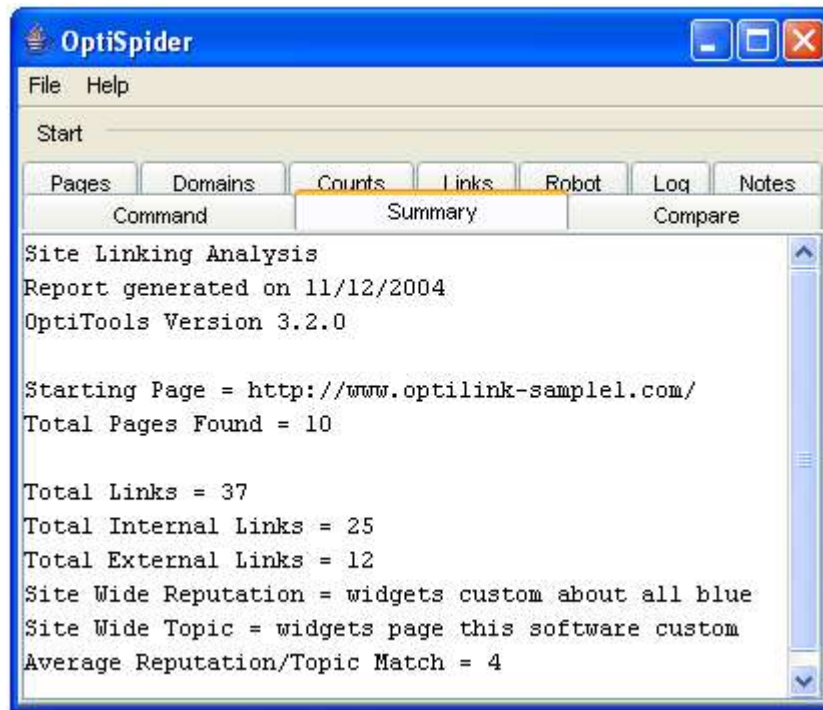 OptiSpider
File Help
Start
Pages Domains Counts Links Robot Log Notes
Command Summary Compare
Site Linking Analysis
Report generated on 11/12/2004
OptiTools Version 3.2.0
Starting Page = http://www.optilink-sample1.com/
Total Pages Found = 10
Total Links = 37
Total Internal Links = 25
Total External Links = 12
Site Wide Reputation = widgets custom about all blue
Site Wide Topic = widgets page this software custom
Average Reputation/Topic Match = 4